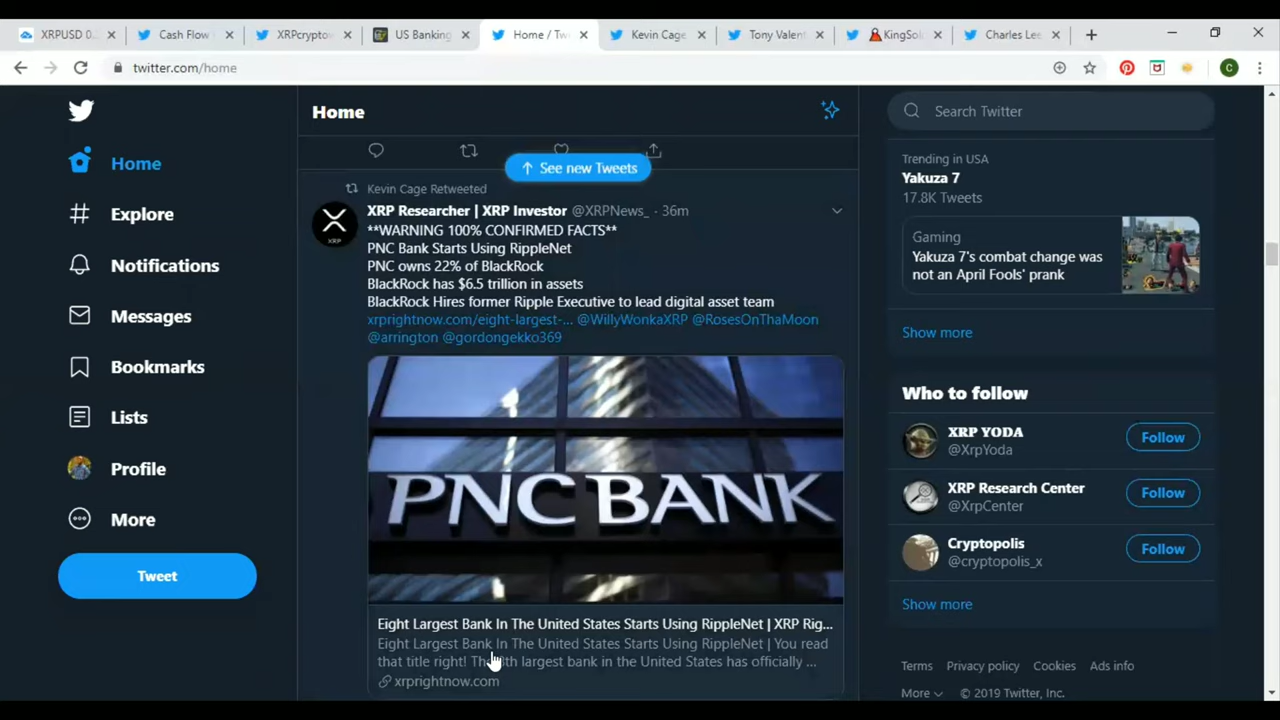 XRPUSD 0.
Cash Flow
XRPcryptow
US Banking
Home / Tw
Kevin Cage
Tony Valent
KingSol
Charles Lee
twitter.com/home
C
Home
Explore
Notifications
Messages
Bookmarks
Lists
Profile
More
Tweet
Home
See new Tweets
Kevin Cage Retweeted
XRP Researcher | XRP Investor @XRPNews_ · 36m
**WARNING 100% CONFIRMED FACTS**
PNC Bank Starts Using RippleNet
PNC owns 22% of BlackRock
BlackRock has $6.5 trillion in assets
BlackRock Hires former Ripple Executive to lead digital asset team
xrprightnow.com/eight-largest-... @WillyWonkaXRP @RosesOnThaMoon
@arrington @gordongekko369
XRP
PNC BANK
Eight Largest Bank In The United States Starts Using RippleNet | XRP Rig...
Eight Largest Bank In The United States Starts Using RippleNet | You read
that title right! The 8th largest bank in the United States has officially ...
xrprightnow.com
Search Twitter
Trending in USA
Yakuza 7
17.8K Tweets
Gaming
Yakuza 7's combat change was
not an April Fools' prank
Show more
Who to follow
XRP YODA
@XrpYoda
Follow
XRP Research Center
@XrpCenter
Follow
Cryptopolis
@cryptopolis_x
Follow
Show more
Terms Privacy policy Cookies Ads info
More © 2019 Twitter, Inc.